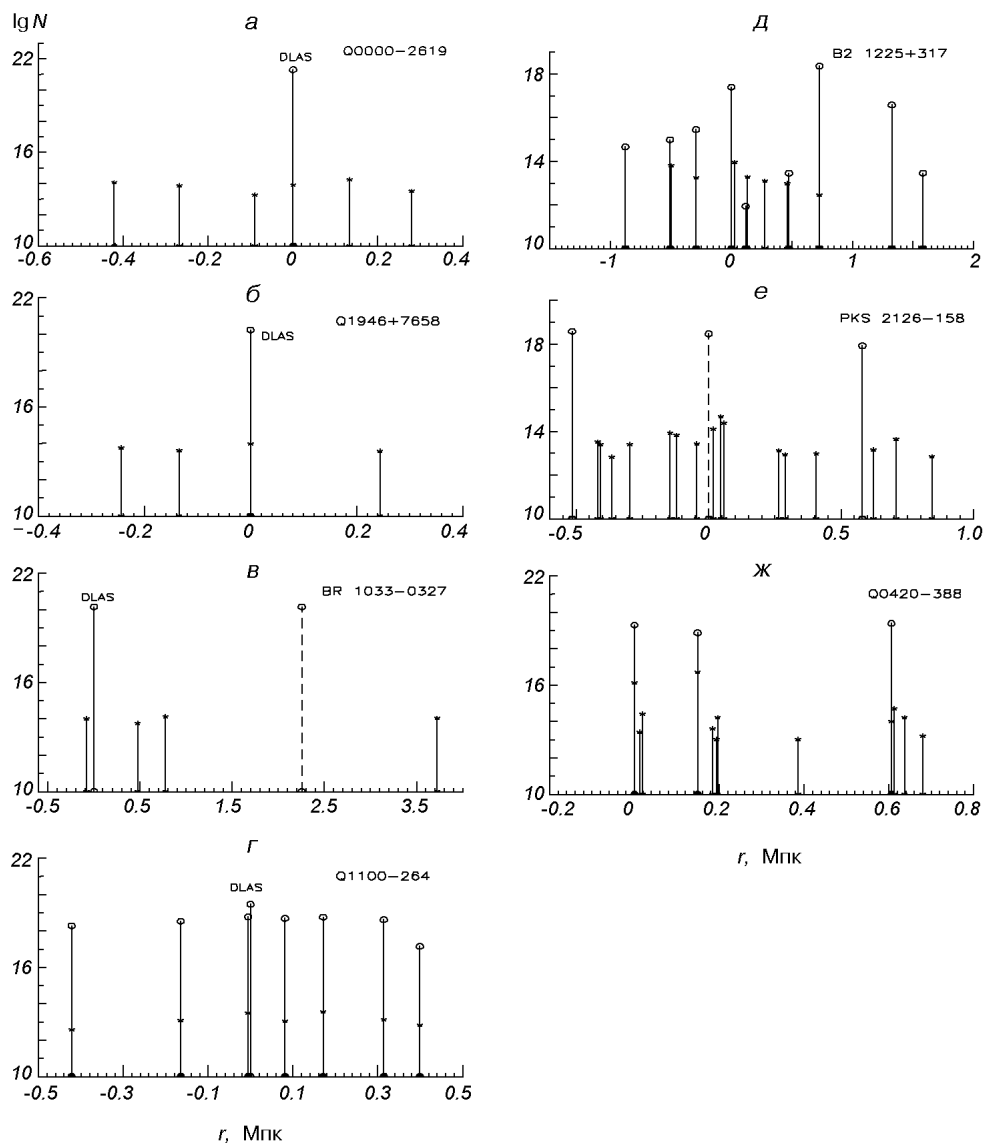 lg N
а
22
16
10
DLAS
Q0000−2619
-0.6 -0.4 -0.2 0 0.2 0.4
б
22
16
10
Q1946+7658
DLAS
-0.4 -0.2 0 0.2 0.4
в
22
16
10
DLAS
BR 1033−0327
-0.5 0.5 1.5 2.5 3.5
г
22
16
10
Q1100−264
DLAS
-0.5 -0.3 -0.1 0.1 0.3 0.5
r, Мпк
д
18
14
10
B2 1225+317
-1 0 1 2
е
18
14
10
PKS 2126−158
-0.5 0 0.5 1.0
ж
22
16
10
Q0420−388
-0.2 0 0.2 0.4 0.6 0.8
r, Мпк